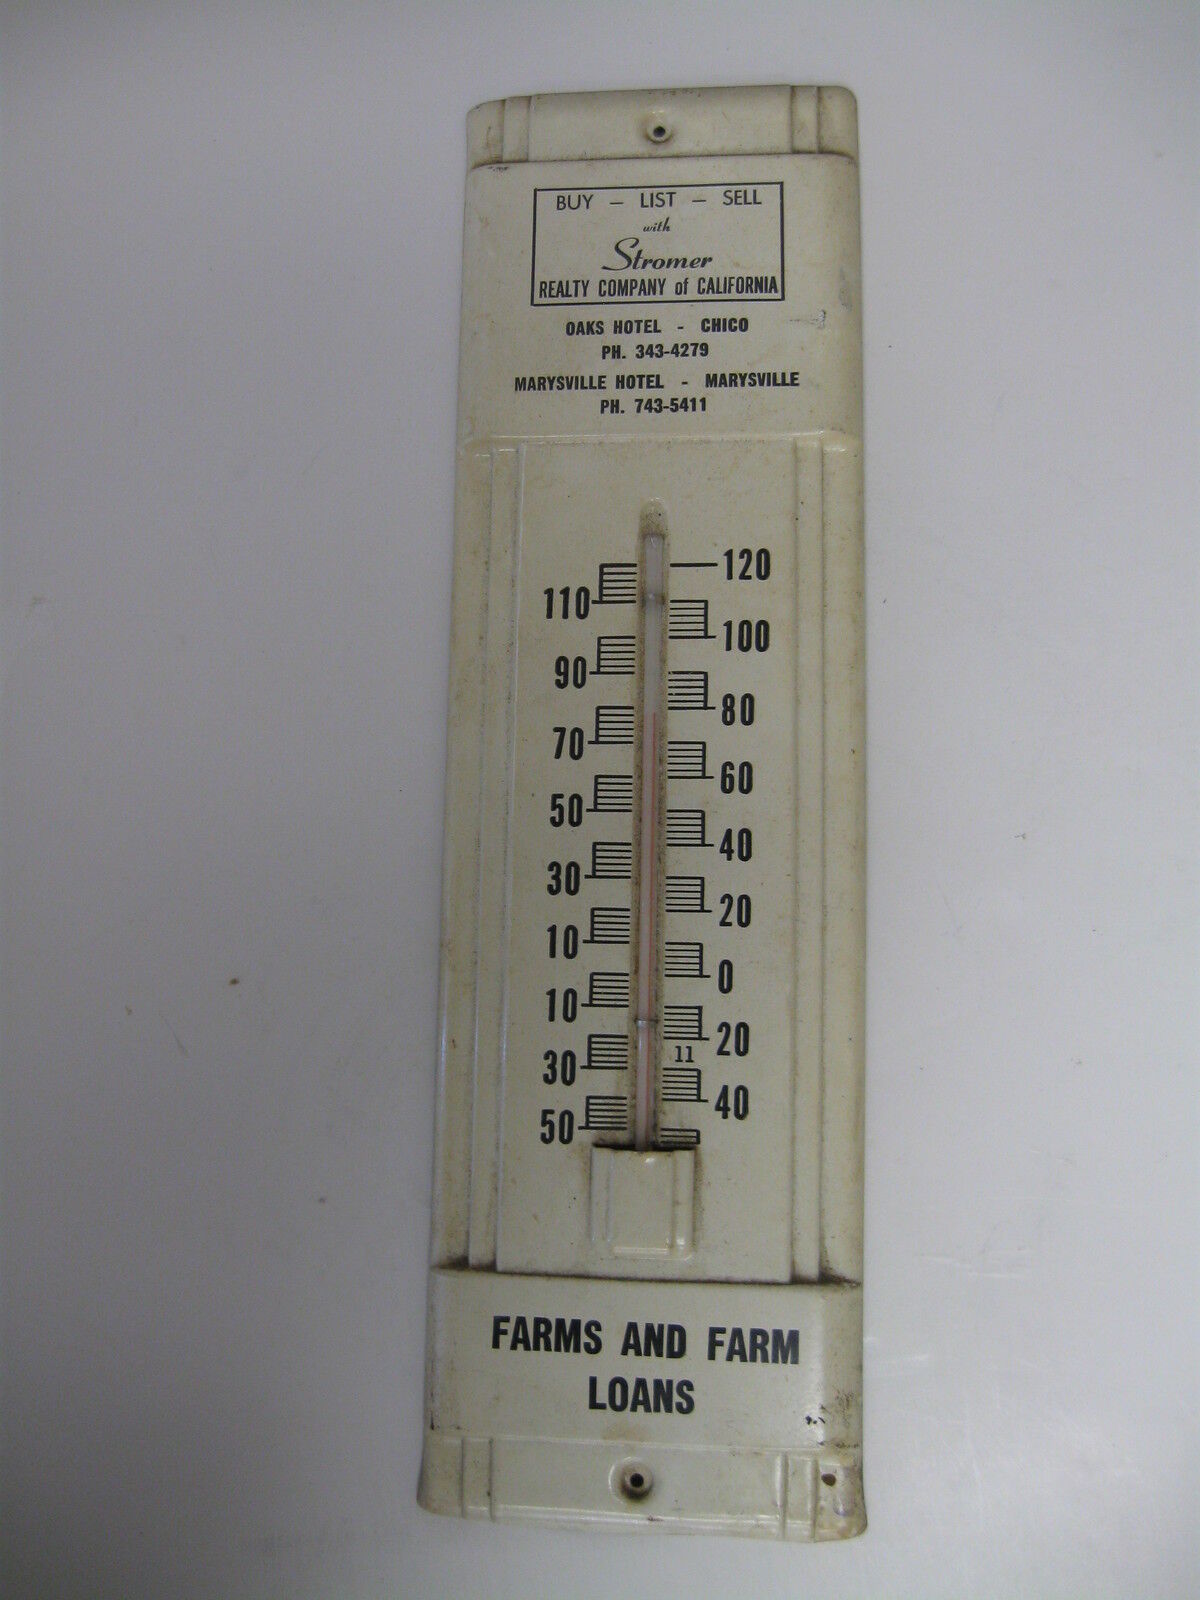 BUY – LIST – SELL
with
Stromer
REALTY COMPANY of CALIFORNIA
OAKS HOTEL - CHICO
PH. 343-4279
MARYSVILLE HOTEL - MARYSVILLE
PH. 743-5411
120
110
100
90
80
70
60
50
40
30
20
10
0
10
20
11
30
40
50
FARMS AND FARM
LOANS